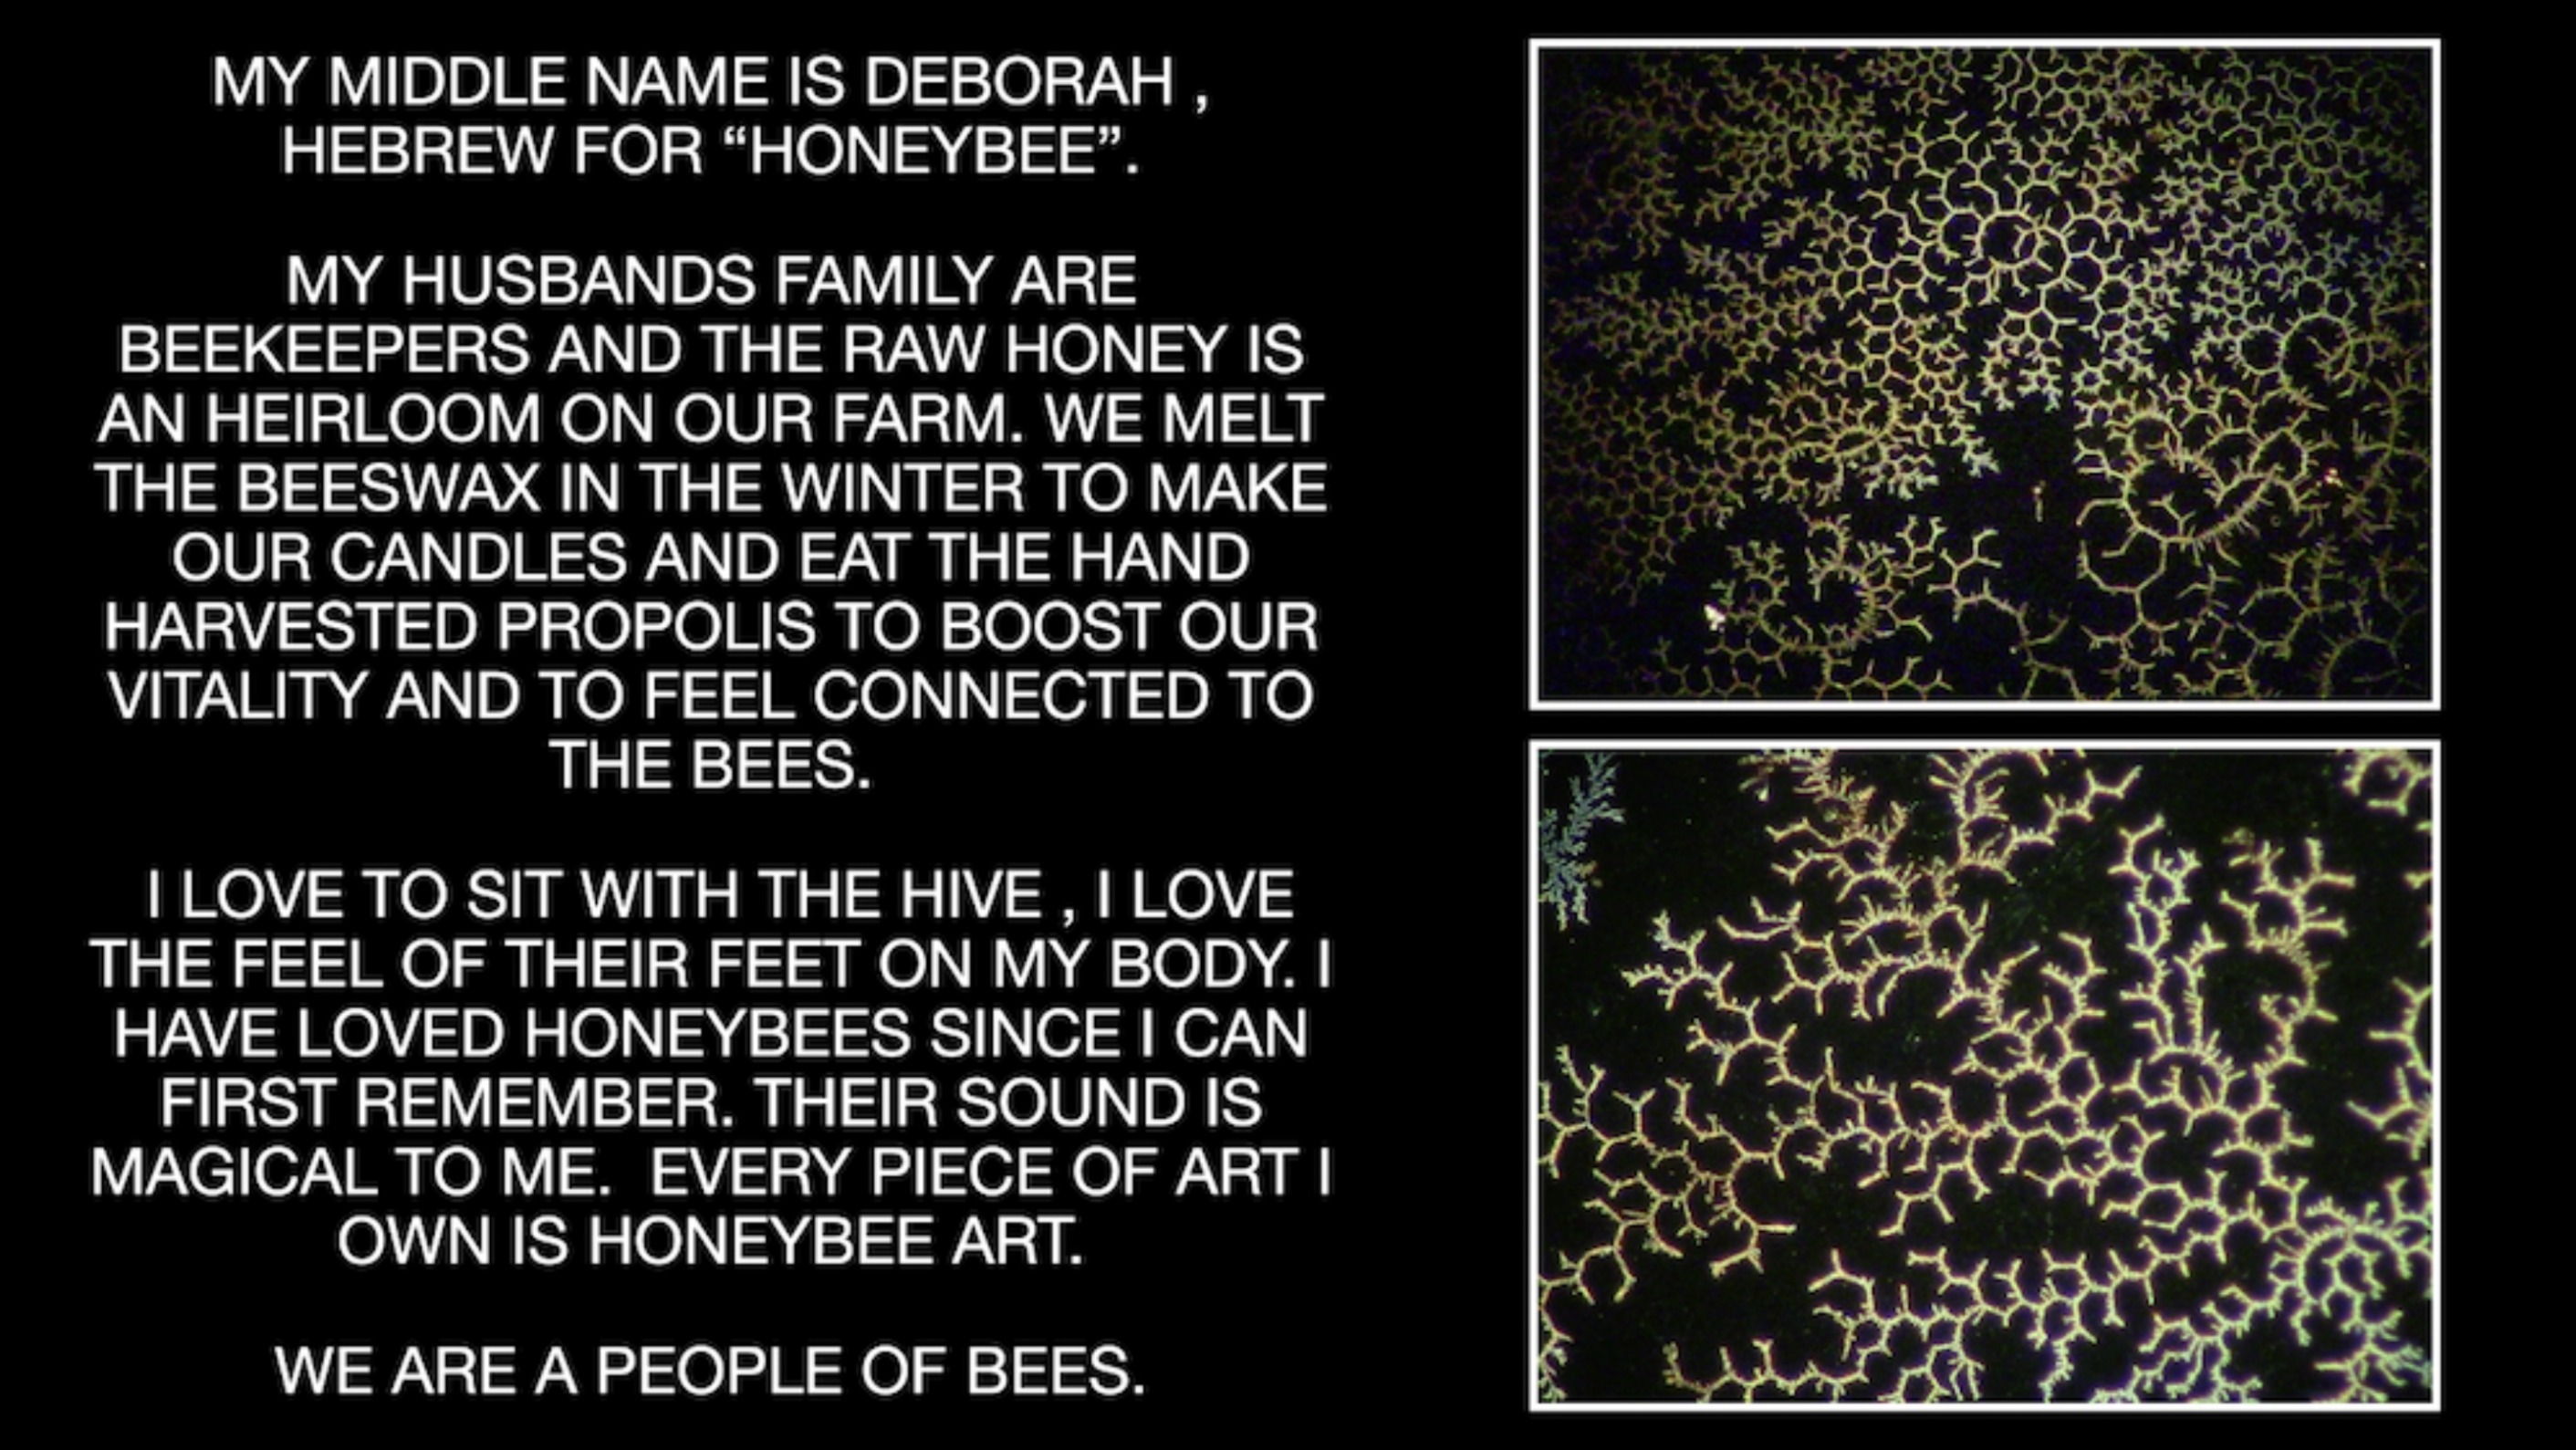 MY MIDDLE NAME IS DEBORAH ,
HEBREW FOR “HONEYBEE”.
MY HUSBANDS FAMILY ARE
BEEKEEPERS AND THE RAW HONEY IS
AN HEIRLOOM ON OUR FARM. WE MELT
THE BEESWAX IN THE WINTER TO MAKE
OUR CANDLES AND EAT THE HAND
HARVESTED PROPOLIS TO BOOST OUR
VITALITY AND TO FEEL CONNECTED TO
THE BEES.
I LOVE TO SIT WITH THE HIVE , I LOVE
THE FEEL OF THEIR FEET ON MY BODY. I
HAVE LOVED HONEYBEES SINCE I CAN
FIRST REMEMBER. THEIR SOUND IS
MAGICAL TO ME.  EVERY PIECE OF ART I
OWN IS HONEYBEE ART.
WE ARE A PEOPLE OF BEES.